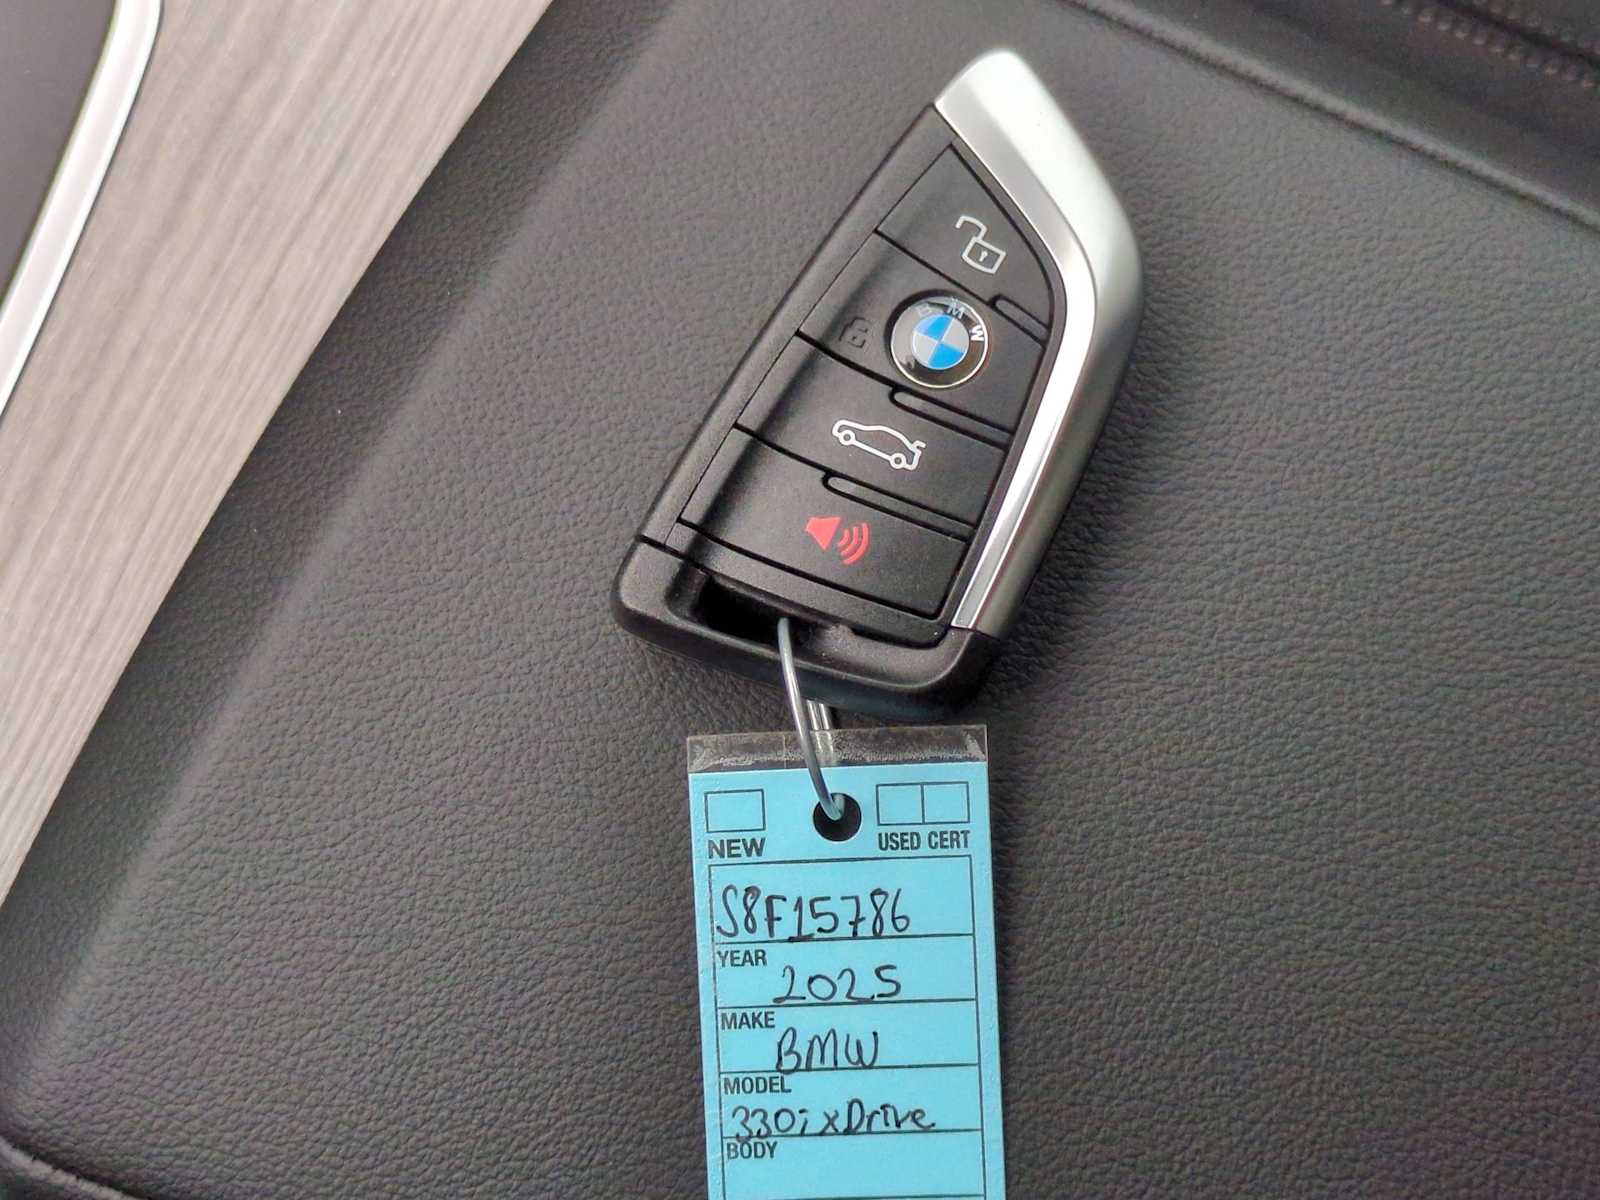 BMW
NEW
USED CERT
S8F15786
YEAR
2025
MAKE
BMW
MODEL
330i xDrive
BODY